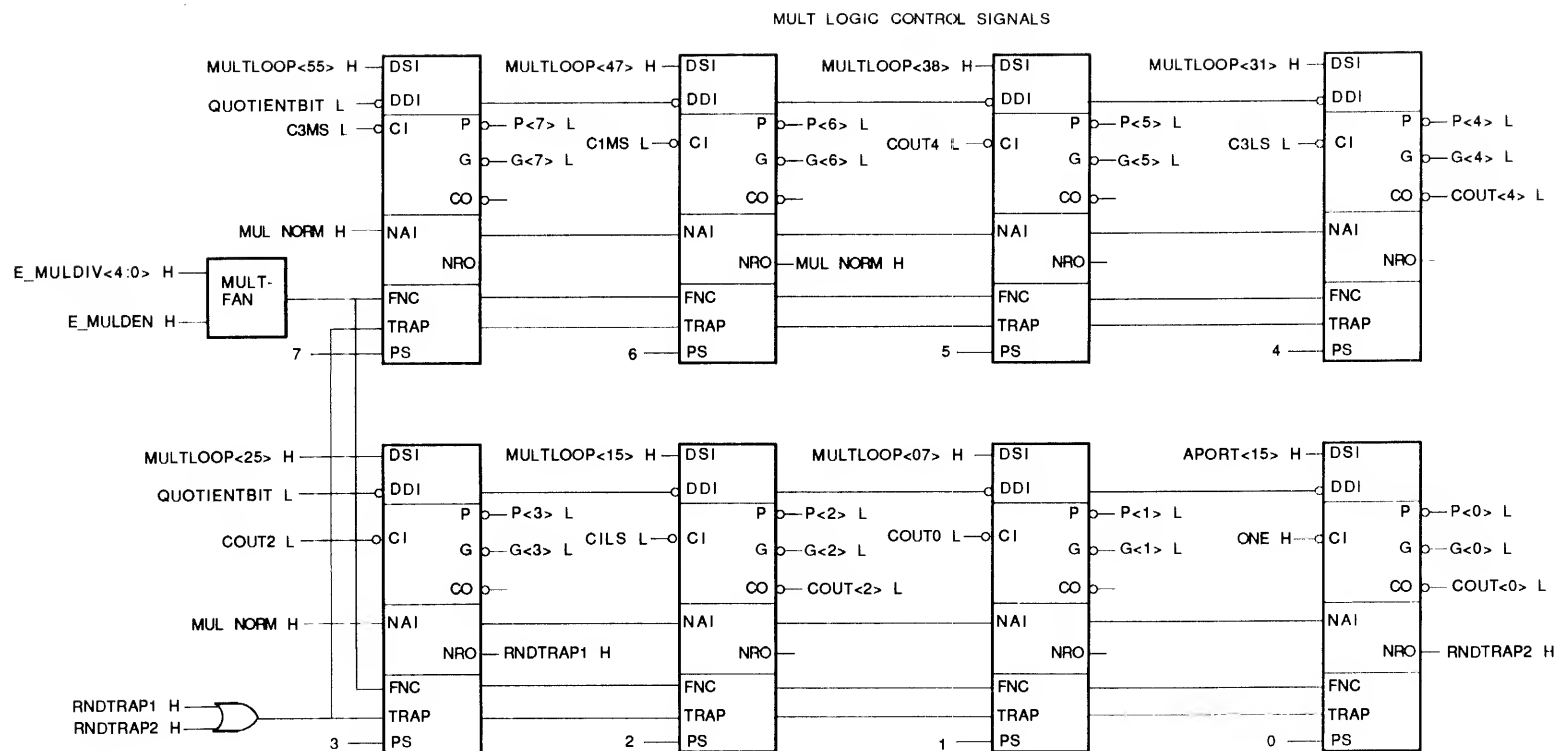 MULT LOGIC CONTROL SIGNALS
MULTLOOP<55> H DSI MULTLOOP<47> H DSI MULTLOOP<38> H DSI MULTLOOP<31> H DSI
QUOTIENTBIT L DDI DDI DDI DDI
C3MS L CI P P<7> L C1MS L CI P P<6> L COUT4 L CI P P<5> L C3LS L CI P P<4> L
G G<7> L G G<6> L G G<5> L G G<4> L
CO CO CO CO COUT<4> L
MUL NORM H NAI NAI NAI NAI
NRO NRO MUL NORM H NRO NRO
E_MULDIV<4:0> H MULT-
FAN FNC FNC FNC FNC
E_MULDEN H TRAP TRAP TRAP TRAP
7 PS 6 PS 5 PS 4 PS
MULTLOOP<25> H DSI MULTLOOP<15> H DSI MULTLOOP<07> H DSI APORT<15> H DSI
QUOTIENTBIT L DDI DDI DDI DDI
COUT2 L CI P P<3> L CILS L CI P P<2> L COUT0 L CI P P<1> L ONE H CI P P<0> L
G G<3> L G G<2> L G G<1> L G G<0> L
CO CO COUT<2> L CO CO COUT<0> L
MUL NORM H NAI NAI NAI NAI
NRO RNDTRAP1 H NRO NRO NRO RNDTRAP2 H
FNC FNC FNC FNC
RNDTRAP1 H
RNDTRAP2 H TRAP TRAP TRAP TRAP
3 PS 2 PS 1 PS 0 PS